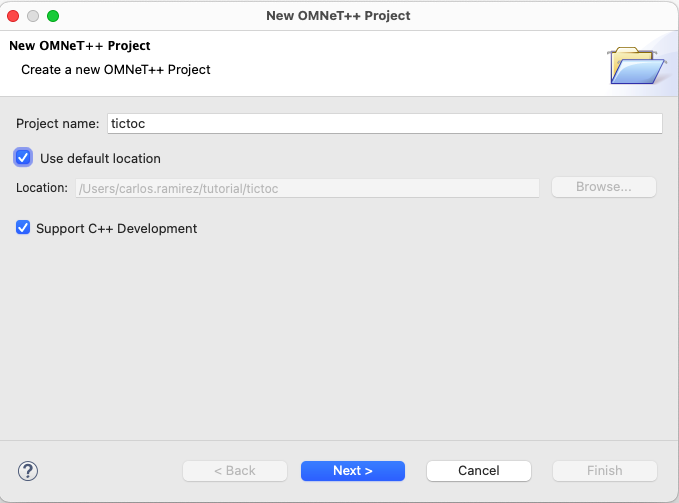 New OMNeT++ Project
New OMNeT++ Project
Create a new OMNeT++ Project
Project name: tictoc
Use default location
Location: /Users/carlos.ramirez/tutorial/tictoc Browse...
Support C++ Development
? < Back Next > Cancel Finish